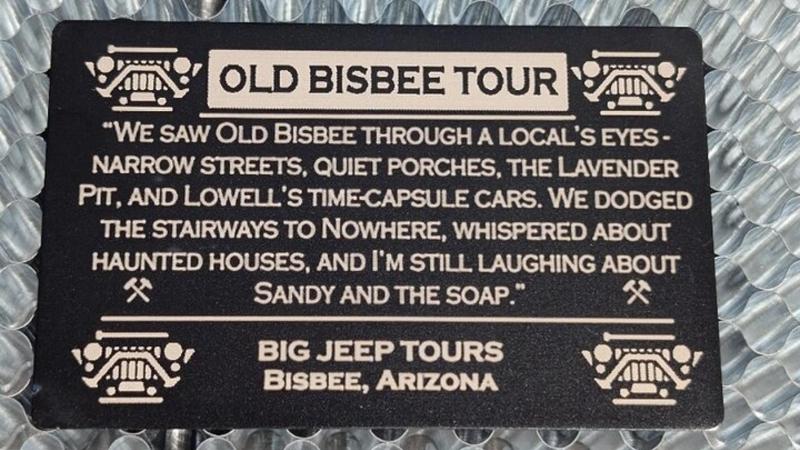 OLD BISBEE TOUR
"WE SAW OLD BISBEE THROUGH A LOCAL'S EYES -
NARROW STREETS, QUIET PORCHES, THE LAVENDER
PIT, AND LOWELL'S TIME-CAPSULE CARS. WE DODGED
THE STAIRWAYS TO NOWHERE, WHISPERED ABOUT
HAUNTED HOUSES, AND I'M STILL LAUGHING ABOUT
SANDY AND THE SOAP."
BIG JEEP TOURS
BISBEE, ARIZONA